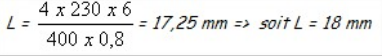 L = 4 x 230 x 6 / 400 x 0,8 = 17,25 mm => soit L = 18 mm